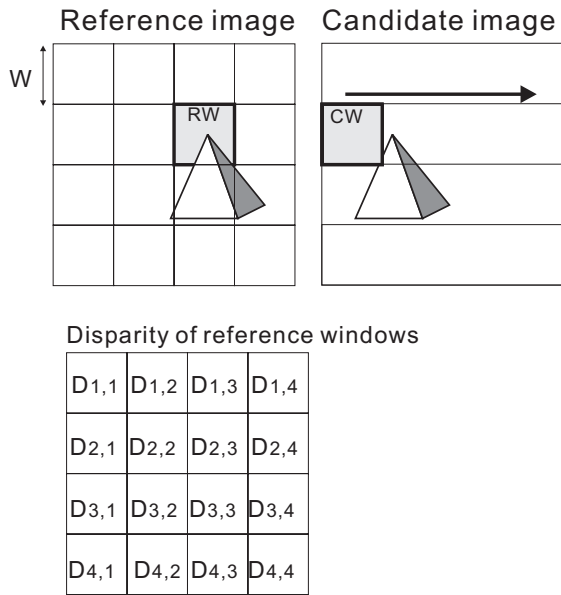 Reference image Candidate image
W
RW CW
Disparity of reference windows
D1,1 D1,2 D1,3 D1,4
D2,1 D2,2 D2,3 D2,4
D3,1 D3,2 D3,3 D3,4
D4,1 D4,2 D4,3 D4,4